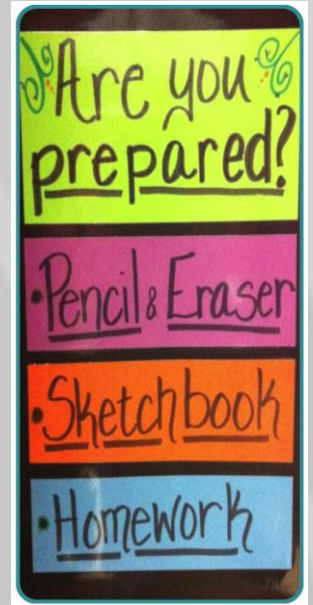 Are you
prepared?
•Pencil & Eraser
•Sketchbook
•Homework